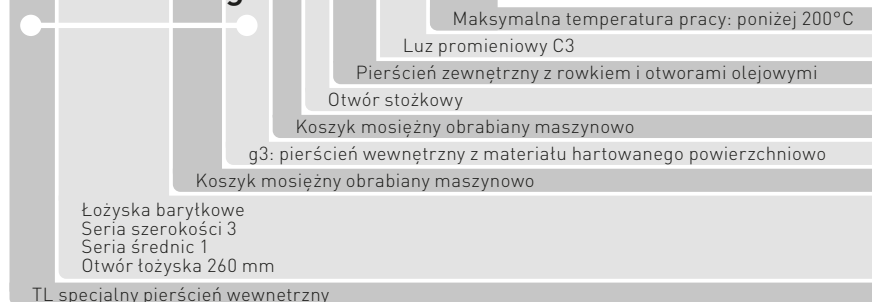 Maksymalna temperatura pracy: poniżej 200°C
Luz promieniowy C3
Pierścień zewnętrzny z rowkiem i otworami olejowymi
Otwór stożkowy
Koszyk mosiężny obrabiany maszynowo
g3: pierścień wewnętrzny z materiału hartowanego powierzchniowo
Koszyk mosiężny obrabiany maszynowo
Łożyska baryłkowe
Seria szerokości 3
Seria średnic 1
Otwór łożyska 260 mm
TL specjalny pierścień wewnętrzny